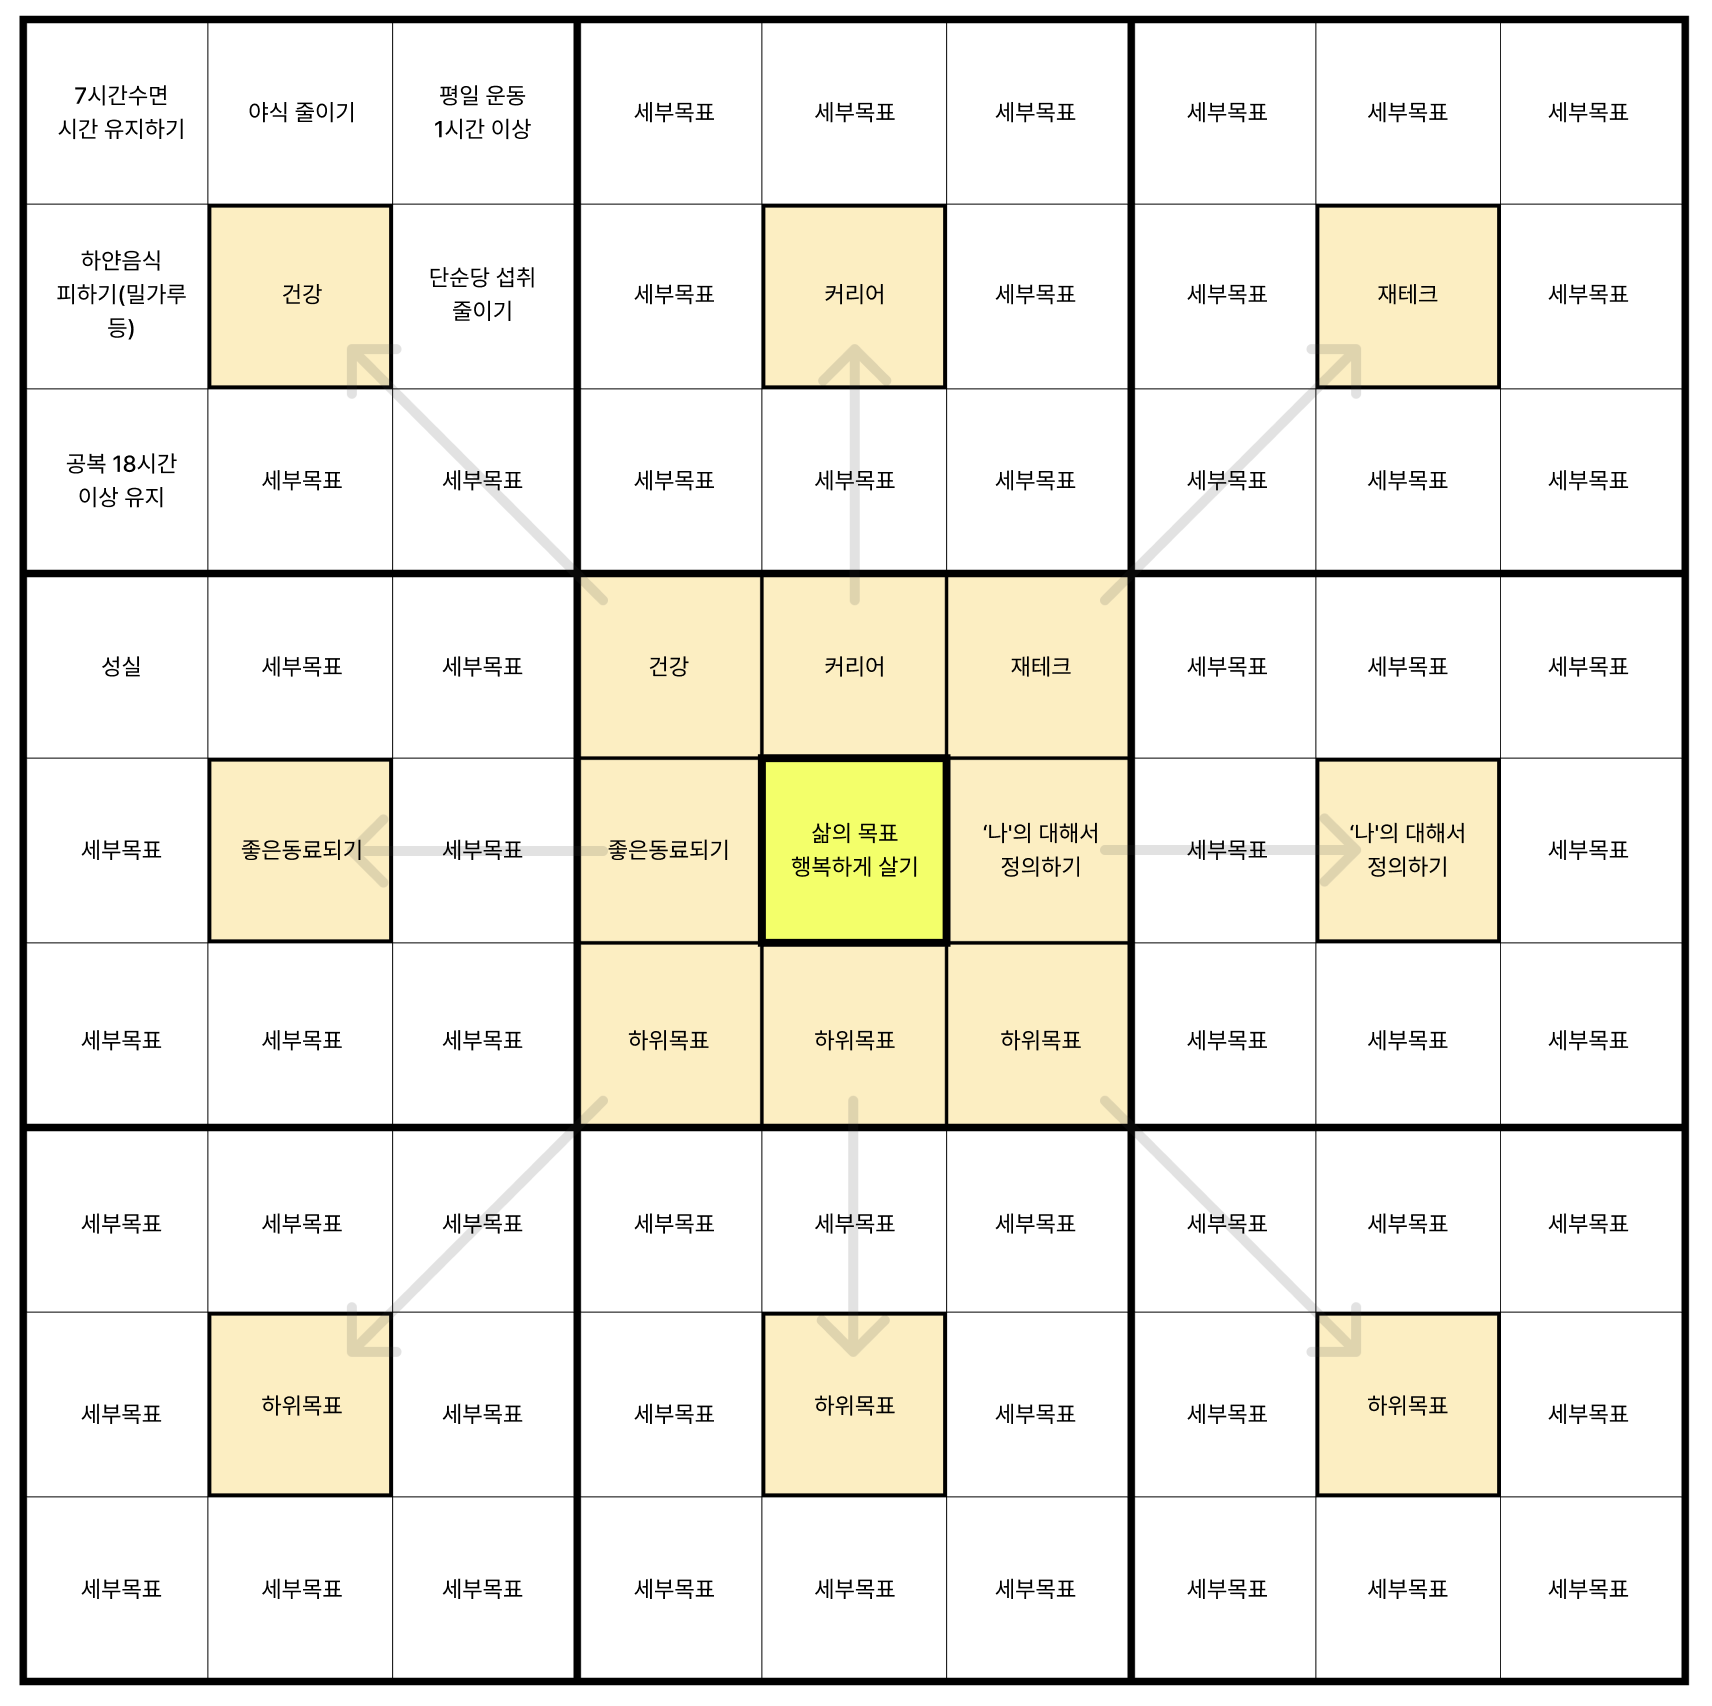 7시간수면
시간 유지하기
야식 줄이기
평일 운동
1시간 이상
세부목표
세부목표
세부목표
세부목표
세부목표
세부목표
하얀음식
피하기(밀가루
등)
건강
단순당 섭취
줄이기
세부목표
커리어
세부목표
세부목표
재테크
세부목표
공복 18시간
이상 유지
세부목표
세부목표
세부목표
세부목표
세부목표
세부목표
세부목표
세부목표
성실
세부목표
세부목표
건강
커리어
재테크
세부목표
세부목표
세부목표
세부목표
좋은동료되기
세부목표
좋은동료되기
삶의 목표
행복하게 살기
‘나'의 대해서
정의하기
세부목표
‘나'의 대해서
정의하기
세부목표
세부목표
세부목표
세부목표
하위목표
하위목표
하위목표
세부목표
세부목표
세부목표
세부목표
세부목표
세부목표
세부목표
세부목표
세부목표
세부목표
세부목표
세부목표
세부목표
하위목표
세부목표
세부목표
하위목표
세부목표
세부목표
하위목표
세부목표
세부목표
세부목표
세부목표
세부목표
세부목표
세부목표
세부목표
세부목표
세부목표